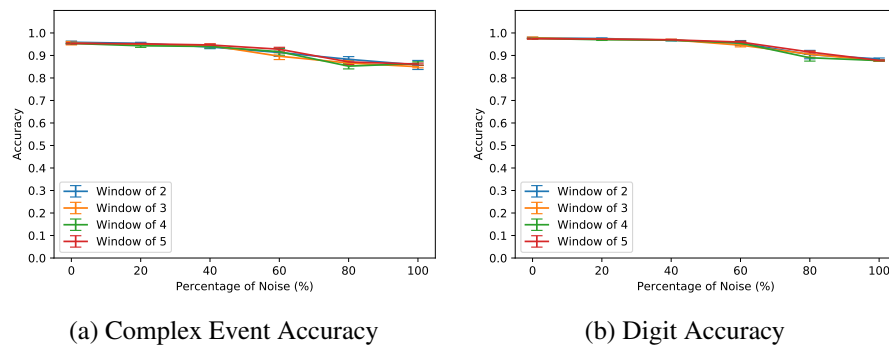 1.0
0.9
0.8
0.7
0.6
0.5
0.4
0.3
0.2
0.1
0.0
Accuracy
Window of 2
Window of 3
Window of 4
Window of 5
0 20 40 60 80 100
Percentage of Noise (%)
(a) Complex Event Accuracy
1.0
0.9
0.8
0.7
0.6
0.5
0.4
0.3
0.2
0.1
0.0
Accuracy
Window of 2
Window of 3
Window of 4
Window of 5
0 20 40 60 80 100
Percentage of Noise (%)
(b) Digit Accuracy